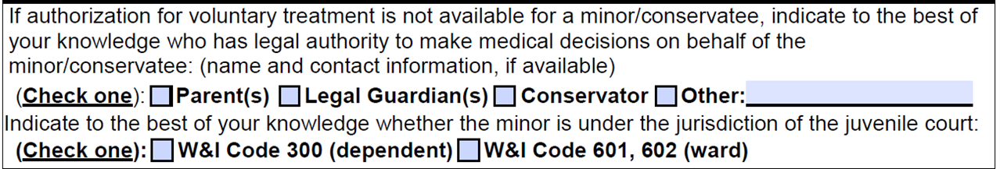 If authorization for voluntary treatment is not available for a minor/conservatee, indicate to the best of
your knowledge who has legal authority to make medical decisions on behalf of the
minor/conservatee: (name and contact information, if available)
(Check one): Parent(s) Legal Guardian(s) Conservator Other:
Indicate to the best of your knowledge whether the minor is under the jurisdiction of the juvenile court:
(Check one): W&I Code 300 (dependent) W&I Code 601, 602 (ward)